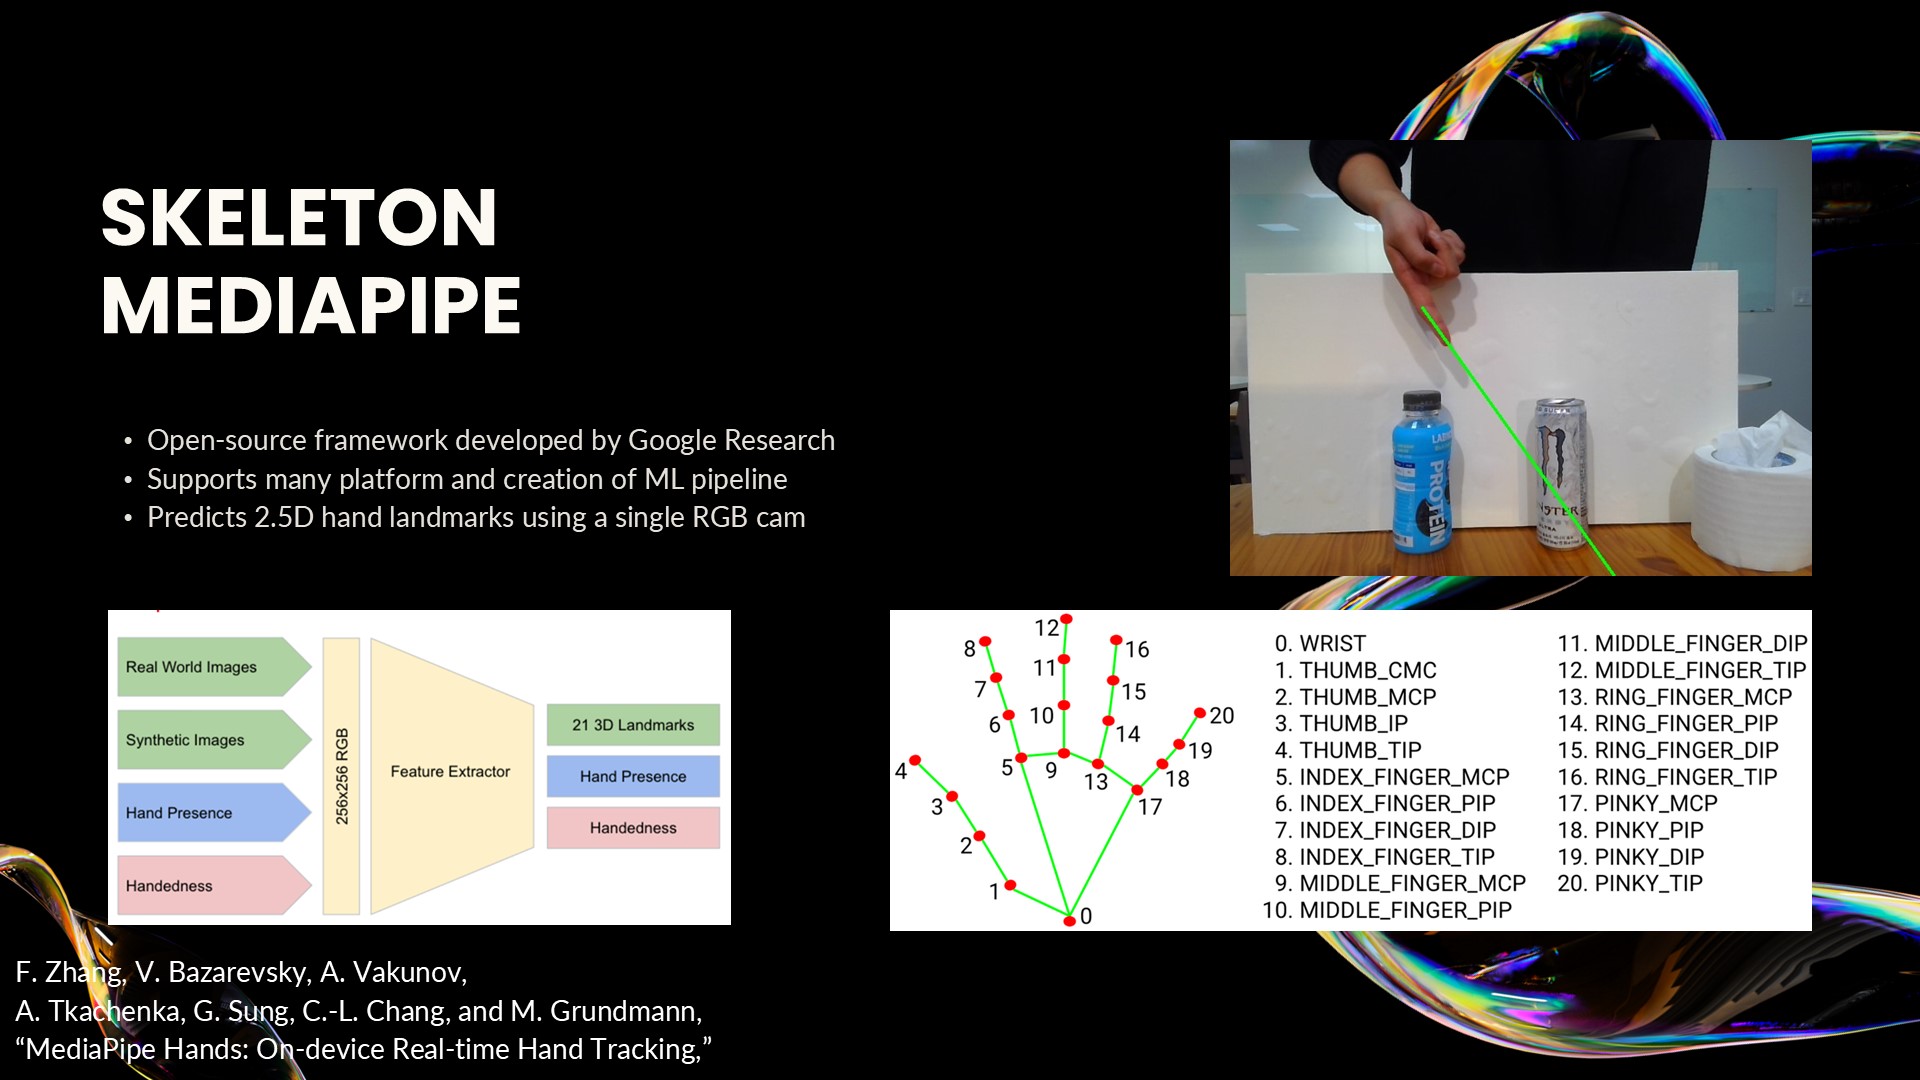 SKELETON
MEDIAPIPE
• Open-source framework developed by Google Research
• Supports many platform and creation of ML pipeline
• Predicts 2.5D hand landmarks using a single RGB cam
PROTEIN
Real World Images
Synthetic Images
Hand Presence
Handedness
256x256 RGB
Feature Extractor
21 3D Landmarks
Hand Presence
Handedness
0
1
2
3
4
5
6
7
8
9
10
11
12
13
14
15
16
17
18
19
20
0. WRIST
1. THUMB_CMC
2. THUMB_MCP
3. THUMB_IP
4. THUMB_TIP
5. INDEX_FINGER_MCP
6. INDEX_FINGER_PIP
7. INDEX_FINGER_DIP
8. INDEX_FINGER_TIP
9. MIDDLE_FINGER_MCP
10. MIDDLE_FINGER_PIP
11. MIDDLE_FINGER_DIP
12. MIDDLE_FINGER_TIP
13. RING_FINGER_MCP
14. RING_FINGER_PIP
15. RING_FINGER_DIP
16. RING_FINGER_TIP
17. PINKY_MCP
18. PINKY_PIP
19. PINKY_DIP
20. PINKY_TIP
F. Zhang, V. Bazarevsky, A. Vakunov,
A. Tkachenka, G. Sung, C.-L. Chang, and M. Grundmann,
“MediaPipe Hands: On-device Real-time Hand Tracking,”